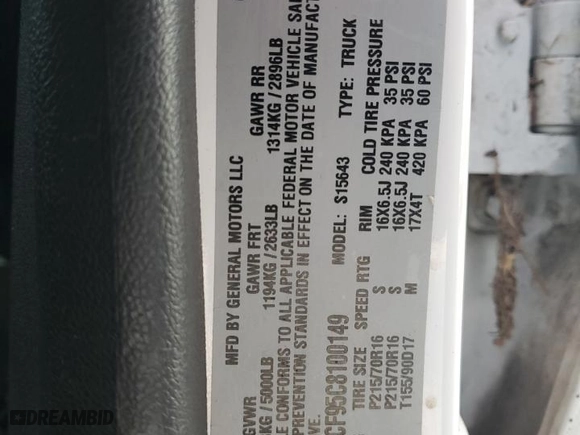 MFD BY GENERAL MOTORS LLC
GVWR GAWR FRT GAWR RR
KG / 5000LB 1194KG / 2633LB 1314KG / 2896LB
LE CONFORMS TO ALL APPLICABLE FEDERAL MOTOR VEHICLE SA
PREVENTION STANDARDS IN EFFECT ON THE DATE OF MANUFACT
CF95C8100149 MODEL: S15643 TYPE: TRUCK
TIRE SIZE SPEED RTG RIM COLD TIRE PRESSURE
P215/70R16 S 16X6.5J 240 KPA 35 PSI
P215/70R16 S 16X6.5J 240 KPA 35 PSI
T155/90D17 M 17X4T 420 KPA 60 PSI
DREAMBID